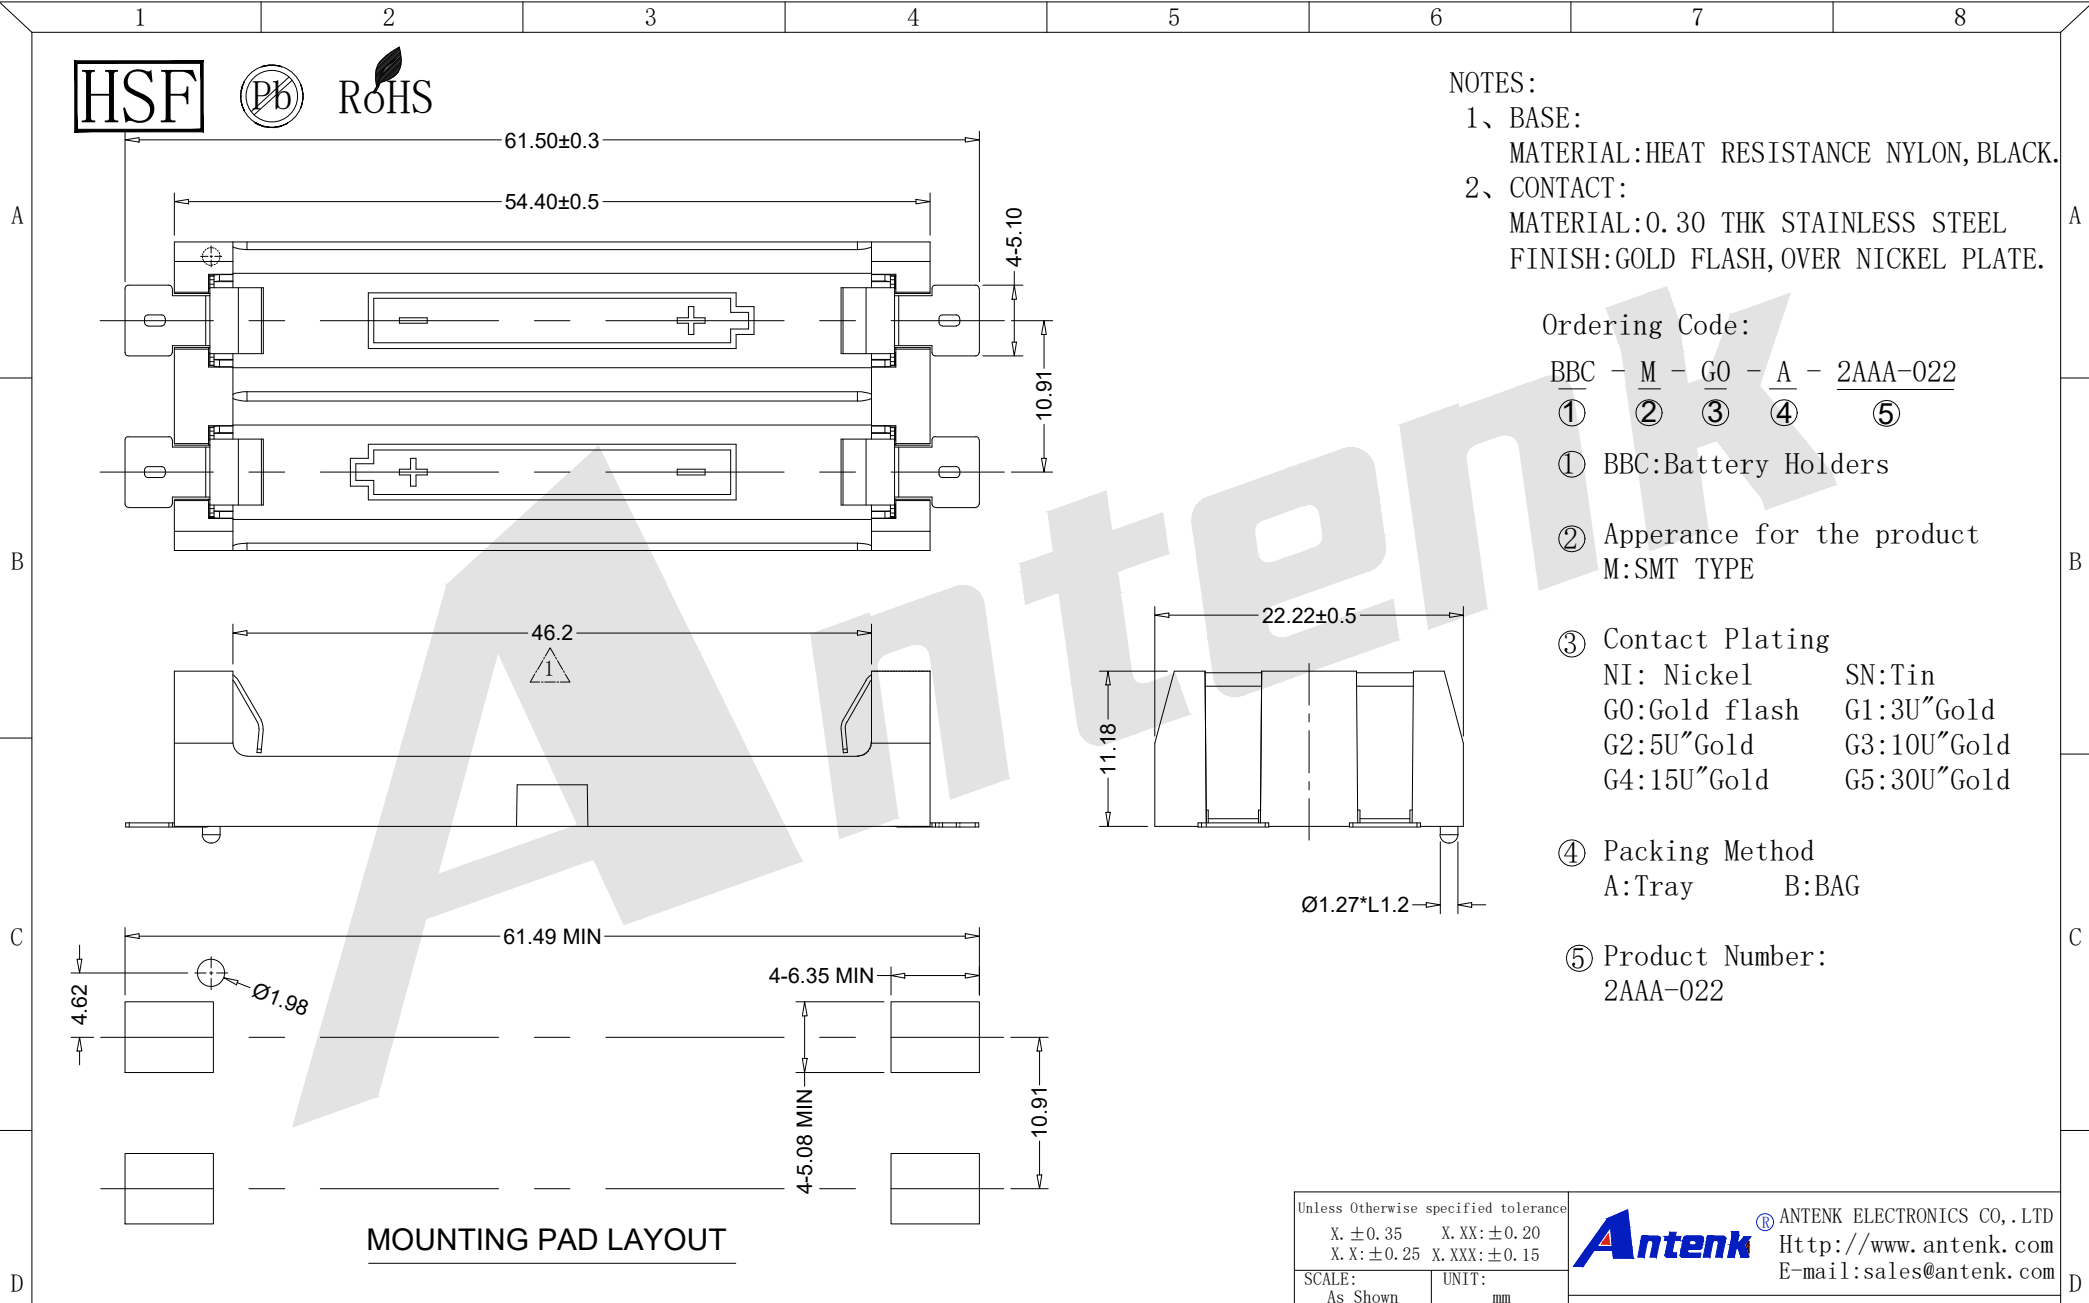 1 2 3 4 5 6 7 8
HSF Pb RoHS
61.50±0.3
54.40±0.5
4-5.10
10.91
A A
B B
C C
D D
46.2
1
22.22±0.5
11.18
Ø1.27*L1.2
61.49 MIN
4-6.35 MIN
4.62
Ø1.98
4-5.08 MIN
10.91
MOUNTING PAD LAYOUT
Antenk
NOTES:
1、BASE:
MATERIAL:HEAT RESISTANCE NYLON,BLACK.
2、CONTACT:
MATERIAL:0.30 THK STAINLESS STEEL
FINISH:GOLD FLASH,OVER NICKEL PLATE.
Ordering Code:
BBC - M - G0 - A - 2AAA-022
① ② ③ ④ ⑤
① BBC:Battery Holders
② Apperance for the product
M:SMT TYPE
③ Contact Plating
NI: Nickel SN:Tin
G0:Gold flash G1:3U"Gold
G2:5U"Gold G3:10U"Gold
G4:15U"Gold G5:30U"Gold
④ Packing Method
A:Tray B:BAG
⑤ Product Number:
2AAA-022
Unless Otherwise specified tolerance
X.±0.35 X.XX:±0.20
X.X:±0.25 X.XXX:±0.15
SCALE: UNIT:
As Shown mm
Antenk ®
ANTENK ELECTRONICS CO,.LTD
Http://www.antenk.com
E-mail:sales@antenk.com